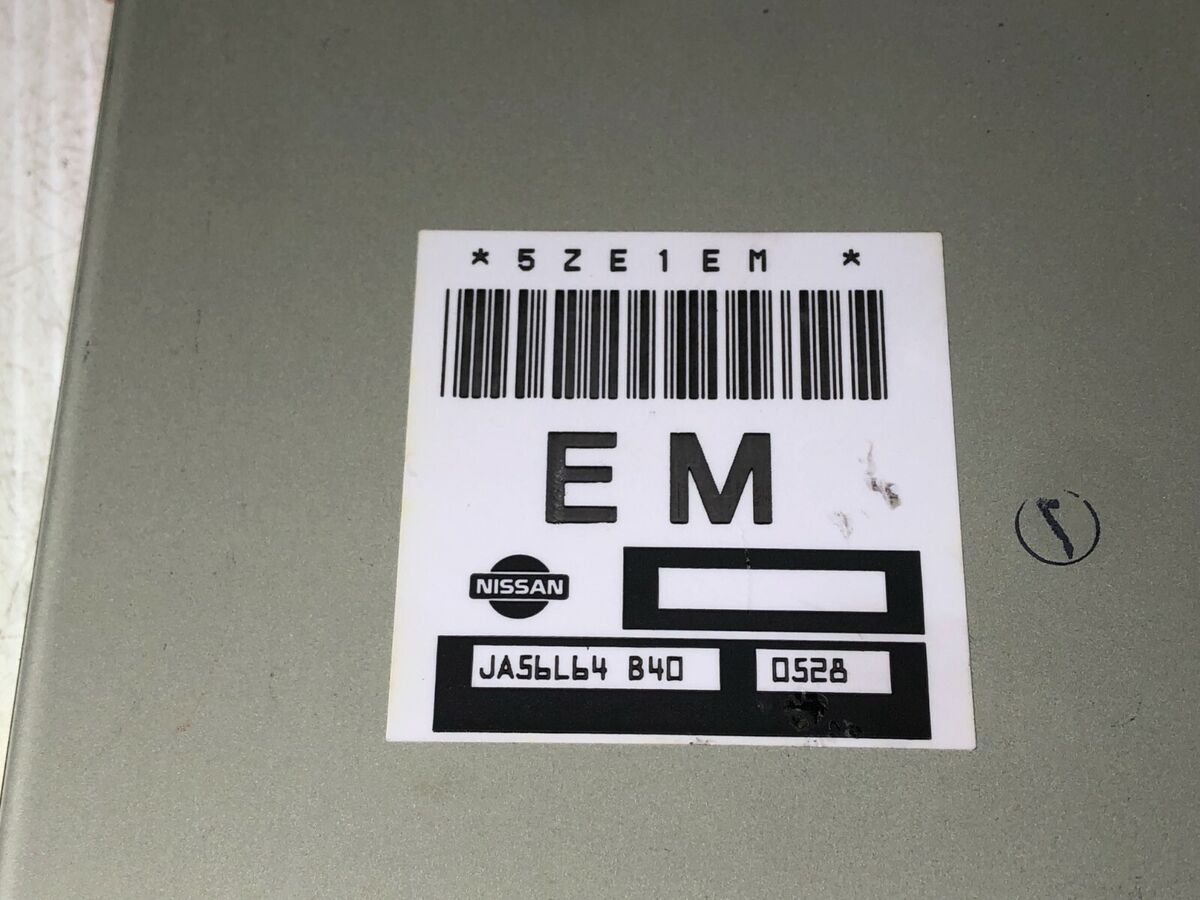 *5ZE1EM *
EM
NISSAN
JA56L64 B40 0528